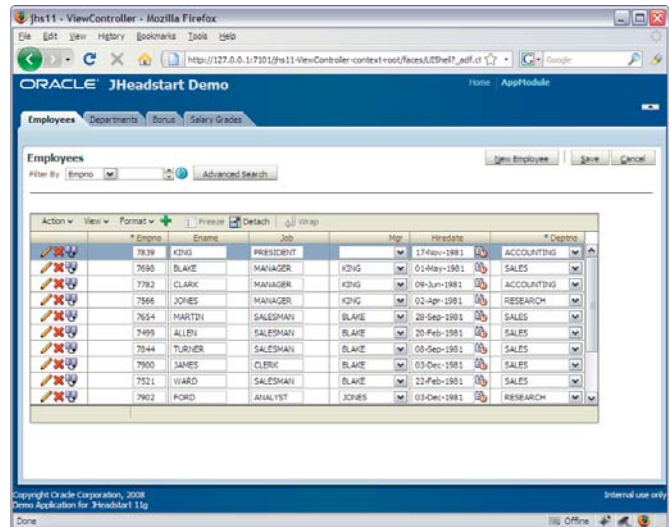 jhs11 - ViewController - Mozilla Firefox
File Edit View History Bookmarks Tools Help
http://127.0.0.1:7101/jhs11-ViewController-context-root/faces/UIShell?_adf.ct
Google
ORACLE JHeadstart Demo
Home AppModule
Employees Departments Bonus Salary Grades
Employees
New Employee Save Cancel
Filter By Empno Advanced Search
Action View Format Freeze Detach Wrap
* Empno Ename Job Mgr Hiredate * Deptno
7839 KING PRESIDENT 17-Nov-1981 ACCOUNTING
7698 BLAKE MANAGER KING 01-May-1981 SALES
7782 CLARK MANAGER KING 09-Jun-1981 ACCOUNTING
7566 JONES MANAGER KING 02-Apr-1981 RESEARCH
7654 MARTIN SALESMAN BLAKE 28-Sep-1981 SALES
7499 ALLEN SALESMAN BLAKE 20-Feb-1981 SALES
7844 TURNER SALESMAN BLAKE 08-Sep-1981 SALES
7900 JAMES CLERK BLAKE 03-Dec-1981 SALES
7521 WARD SALESMAN BLAKE 22-Feb-1981 SALES
7902 FORD ANALYST JONES 03-Dec-1981 RESEARCH
Copyright Oracle Corporation, 2008
Demo Application for JHeadstart 11g
Internal use only
Done
Offline